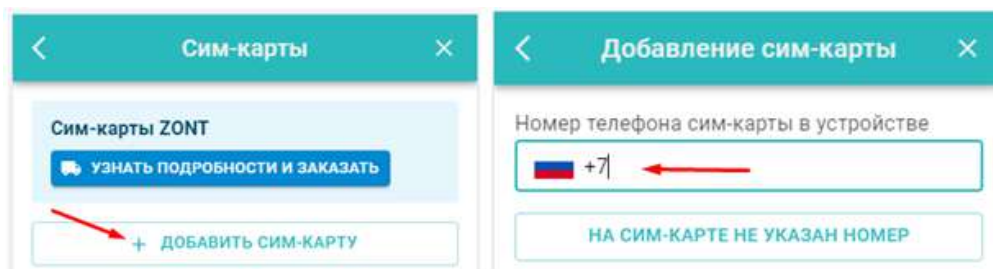 Сим-карты
Сим-карты ZONT
УЗНАТЬ ПОДРОБНОСТИ И ЗАКАЗАТЬ
+ ДОБАВИТЬ СИМ-КАРТУ
Добавление сим-карты
Номер телефона сим-карты в устройстве
+7
НА СИМ-КАРТЕ НЕ УКАЗАН НОМЕР